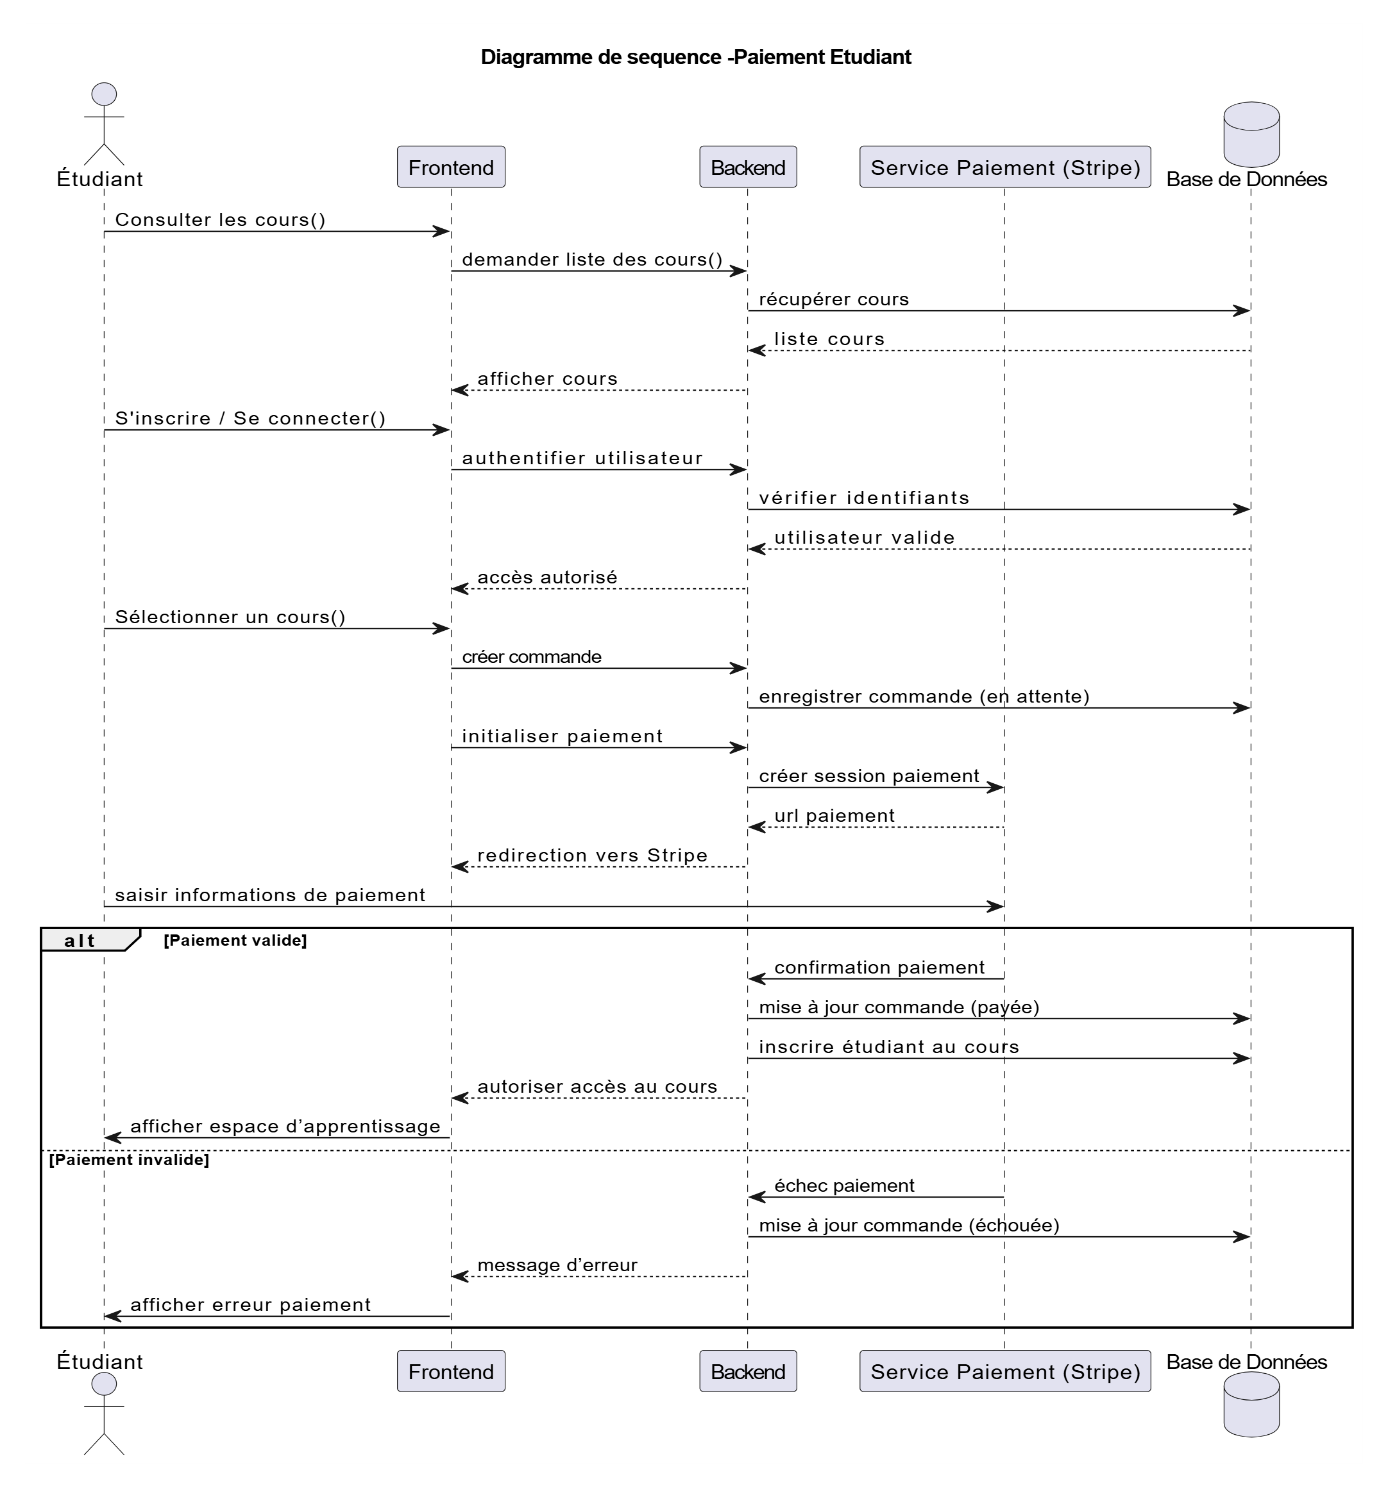 Diagramme de sequence -Paiement Etudiant
Étudiant
Frontend
Backend
Service Paiement (Stripe)
Base de Données
Consulter les cours()
demander liste des cours()
récupérer cours
liste cours
afficher cours
S'inscrire / Se connecter()
authentifier utilisateur
vérifier identifiants
utilisateur valide
accès autorisé
Sélectionner un cours()
créer commande
enregistrer commande (en attente)
initialiser paiement
créer session paiement
url paiement
redirection vers Stripe
saisir informations de paiement
alt
[Paiement valide]
confirmation paiement
mise à jour commande (payée)
inscrire étudiant au cours
autoriser accès au cours
afficher espace d’apprentissage
[Paiement invalide]
échec paiement
mise à jour commande (échouée)
message d’erreur
afficher erreur paiement
Étudiant
Frontend
Backend
Service Paiement (Stripe)
Base de Données